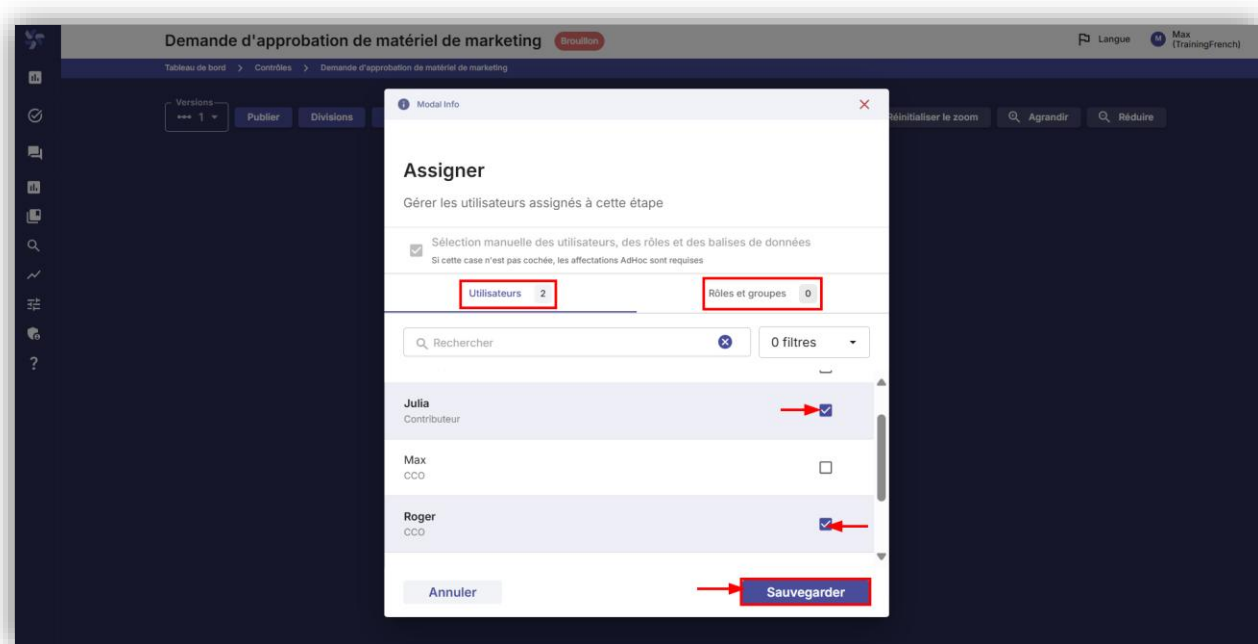 Demande d'approbation de matériel de marketing Brouillon
Langue M Max
(TrainingFrench)
Tableau de bord > Contrôles > Demande d'approbation de matériel de marketing
Versions
1 Publier Divisions Réinitialiser le zoom Agrandir Réduire
Modal Info
Assigner
Gérer les utilisateurs assignés à cette étape
Sélection manuelle des utilisateurs, des rôles et des balises de données
Si cette case n'est pas cochée, les affectations AdHoc sont requises
Utilisateurs 2 Rôles et groupes 0
Rechercher 0 filtres
Julia
Contributeur
Max
CCO
Roger
CCO
Annuler Sauvegarder